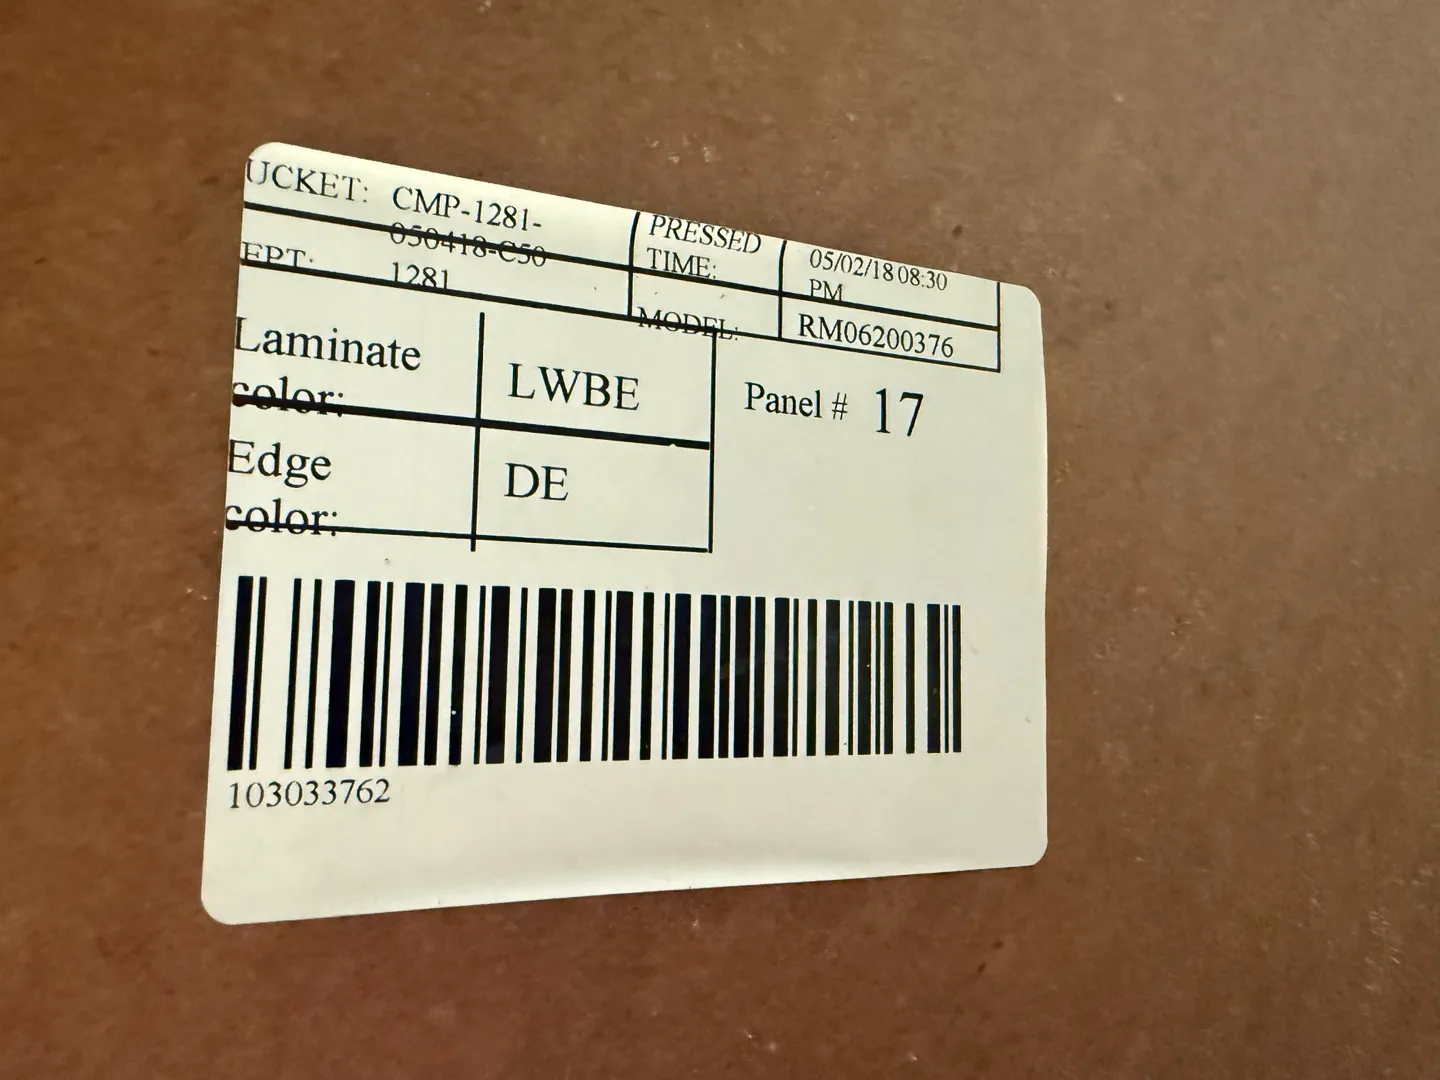 UCKET: CMP-1281-
050418-C50
PRESSED
TIME:
05/02/18 08:30
PM
EPT: 1281
MODEL: RM06200376
Laminate
color:
LWBE
Panel # 17
Edge
color:
DE
103033762